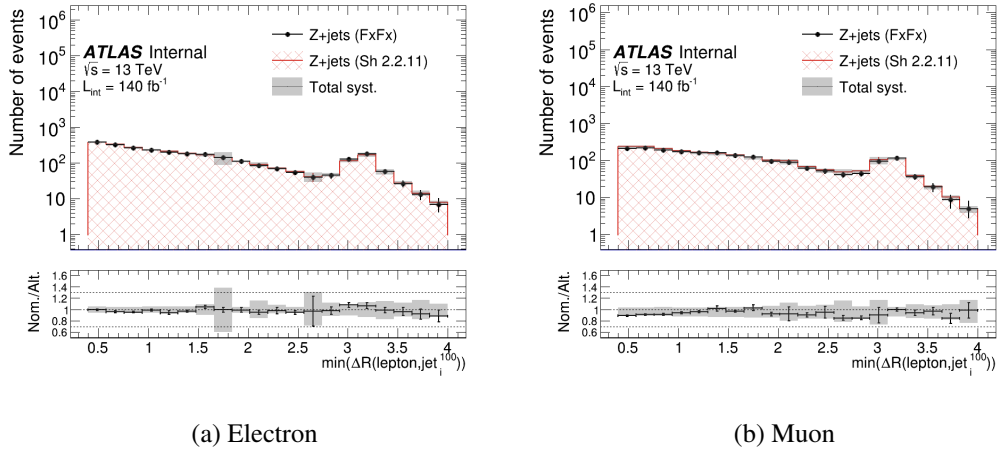 Number of events
10⁶
10⁵
10⁴
10³
10²
10
1
ATLAS Internal
√s = 13 TeV
L_int = 140 fb⁻¹
Z+jets (FxFx)
Z+jets (Sh 2.2.11)
Total syst.
Nom./Alt.
1.6
1.4
1.2
1
0.8
0.6
0.5 1 1.5 2 2.5 3 3.5 4
min(ΔR(lepton,jet_i^100))
(a) Electron
Number of events
10⁶
10⁵
10⁴
10³
10²
10
1
ATLAS Internal
√s = 13 TeV
L_int = 140 fb⁻¹
Z+jets (FxFx)
Z+jets (Sh 2.2.11)
Total syst.
Nom./Alt.
1.6
1.4
1.2
1
0.8
0.6
0.5 1 1.5 2 2.5 3 3.5 4
min(ΔR(lepton,jet_i^100))
(b) Muon